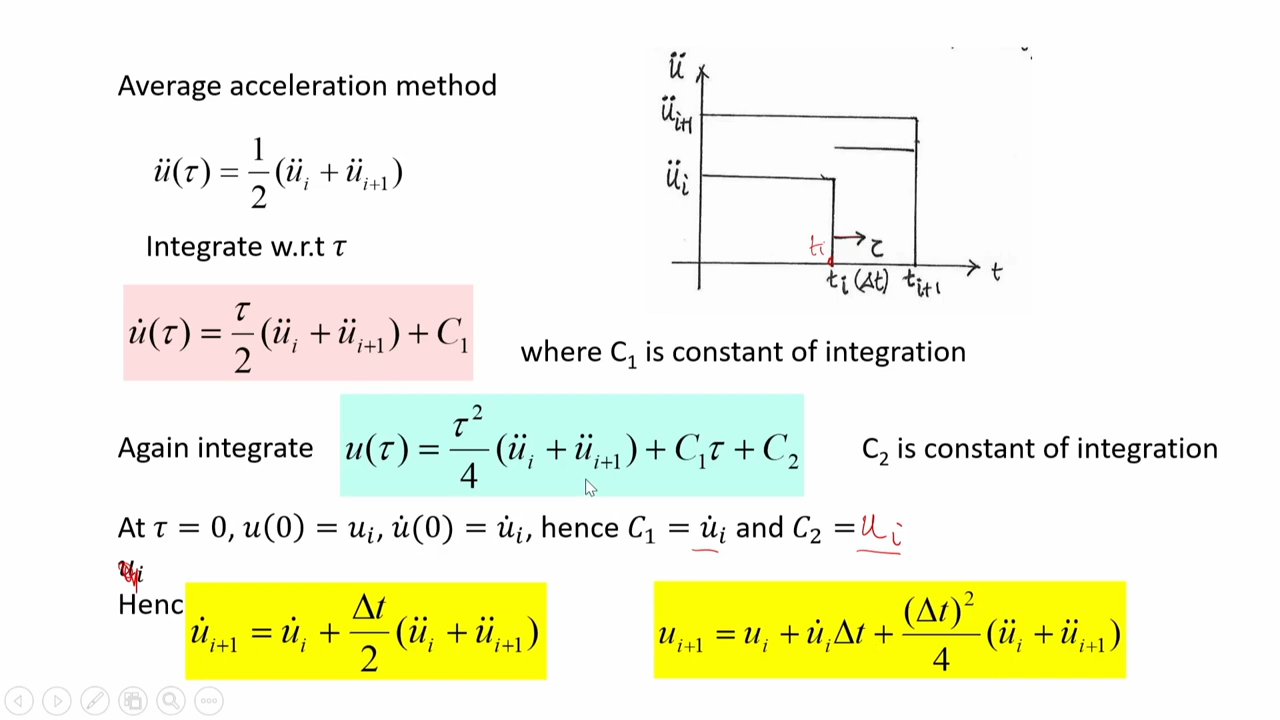 Average acceleration method
ü(τ) = 1/2 (üᵢ + üᵢ₊₁)
Integrate w.r.t τ
u̇(τ) = τ/2 (üᵢ + üᵢ₊₁) + C₁
where C₁ is constant of integration
ü
üᵢ₊₁
üᵢ
tᵢ
τ
tᵢ (Δt) tᵢ₊₁
t
Again integrate u(τ) = τ²/4 (üᵢ + üᵢ₊₁) + C₁τ + C₂ C₂ is constant of integration
At τ = 0, u(0) = uᵢ, u̇(0) = u̇ᵢ, hence C₁ = u̇ᵢ and C₂ = uᵢ
Henc
u̇ᵢ₊₁ = u̇ᵢ + Δt/2 (üᵢ + üᵢ₊₁)
uᵢ₊₁ = uᵢ + u̇ᵢΔt + (Δt)²/4 (üᵢ + üᵢ₊₁)